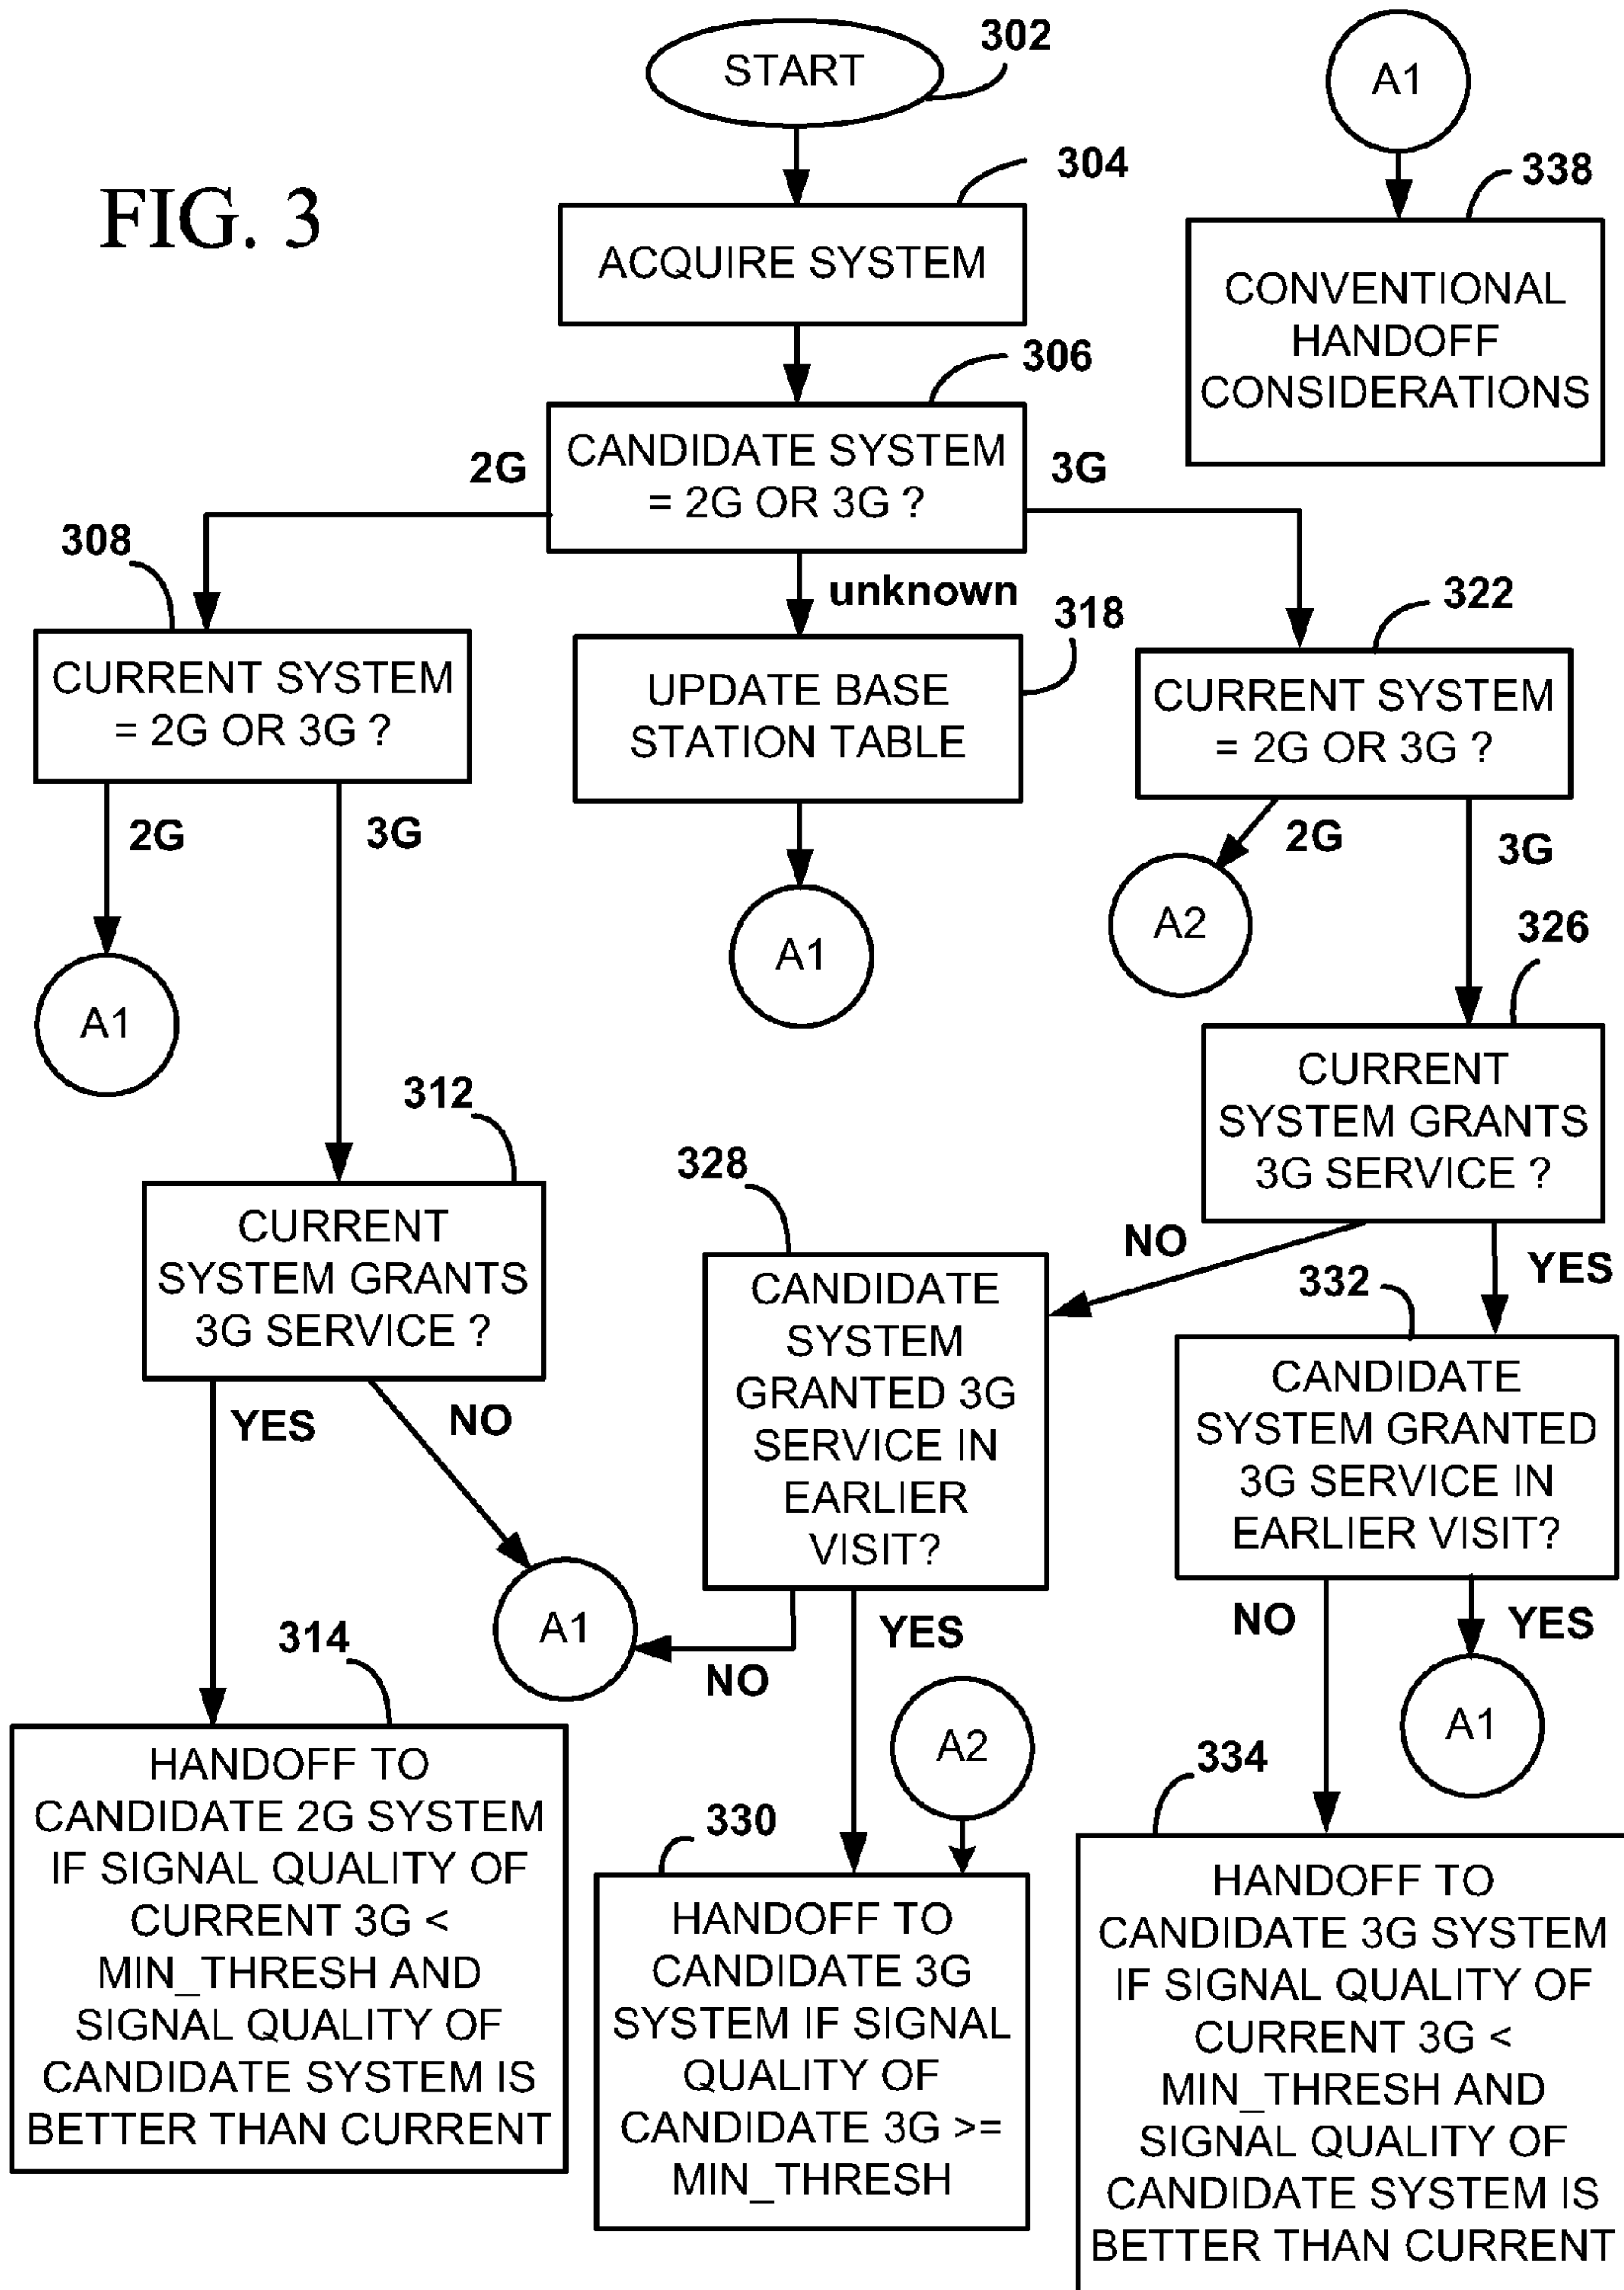 FIG. 3
START
302
A1
304
ACQUIRE SYSTEM
338
CONVENTIONAL
HANDOFF
CONSIDERATIONS
306
CANDIDATE SYSTEM
= 2G OR 3G ?
2G
3G
unknown
308
CURRENT SYSTEM
= 2G OR 3G ?
318
UPDATE BASE
STATION TABLE
322
CURRENT SYSTEM
= 2G OR 3G ?
2G
3G
A1
A1
2G
3G
A2
326
CURRENT
SYSTEM GRANTS
3G SERVICE ?
312
CURRENT
SYSTEM GRANTS
3G SERVICE ?
328
CANDIDATE
SYSTEM
GRANTED 3G
SERVICE IN
EARLIER
VISIT?
NO
YES
332
CANDIDATE
SYSTEM GRANTED
3G SERVICE IN
EARLIER VISIT?
YES
NO
A1
NO
YES
NO
YES
A1
A2
314
HANDOFF TO
CANDIDATE 2G SYSTEM
IF SIGNAL QUALITY OF
CURRENT 3G <
MIN_THRESH AND
SIGNAL QUALITY OF
CANDIDATE SYSTEM IS
BETTER THAN CURRENT
330
HANDOFF TO
CANDIDATE 3G
SYSTEM IF SIGNAL
QUALITY OF
CANDIDATE 3G >=
MIN_THRESH
334
HANDOFF TO
CANDIDATE 3G SYSTEM
IF SIGNAL QUALITY OF
CURRENT 3G <
MIN_THRESH AND
SIGNAL QUALITY OF
CANDIDATE SYSTEM IS
BETTER THAN CURRENT